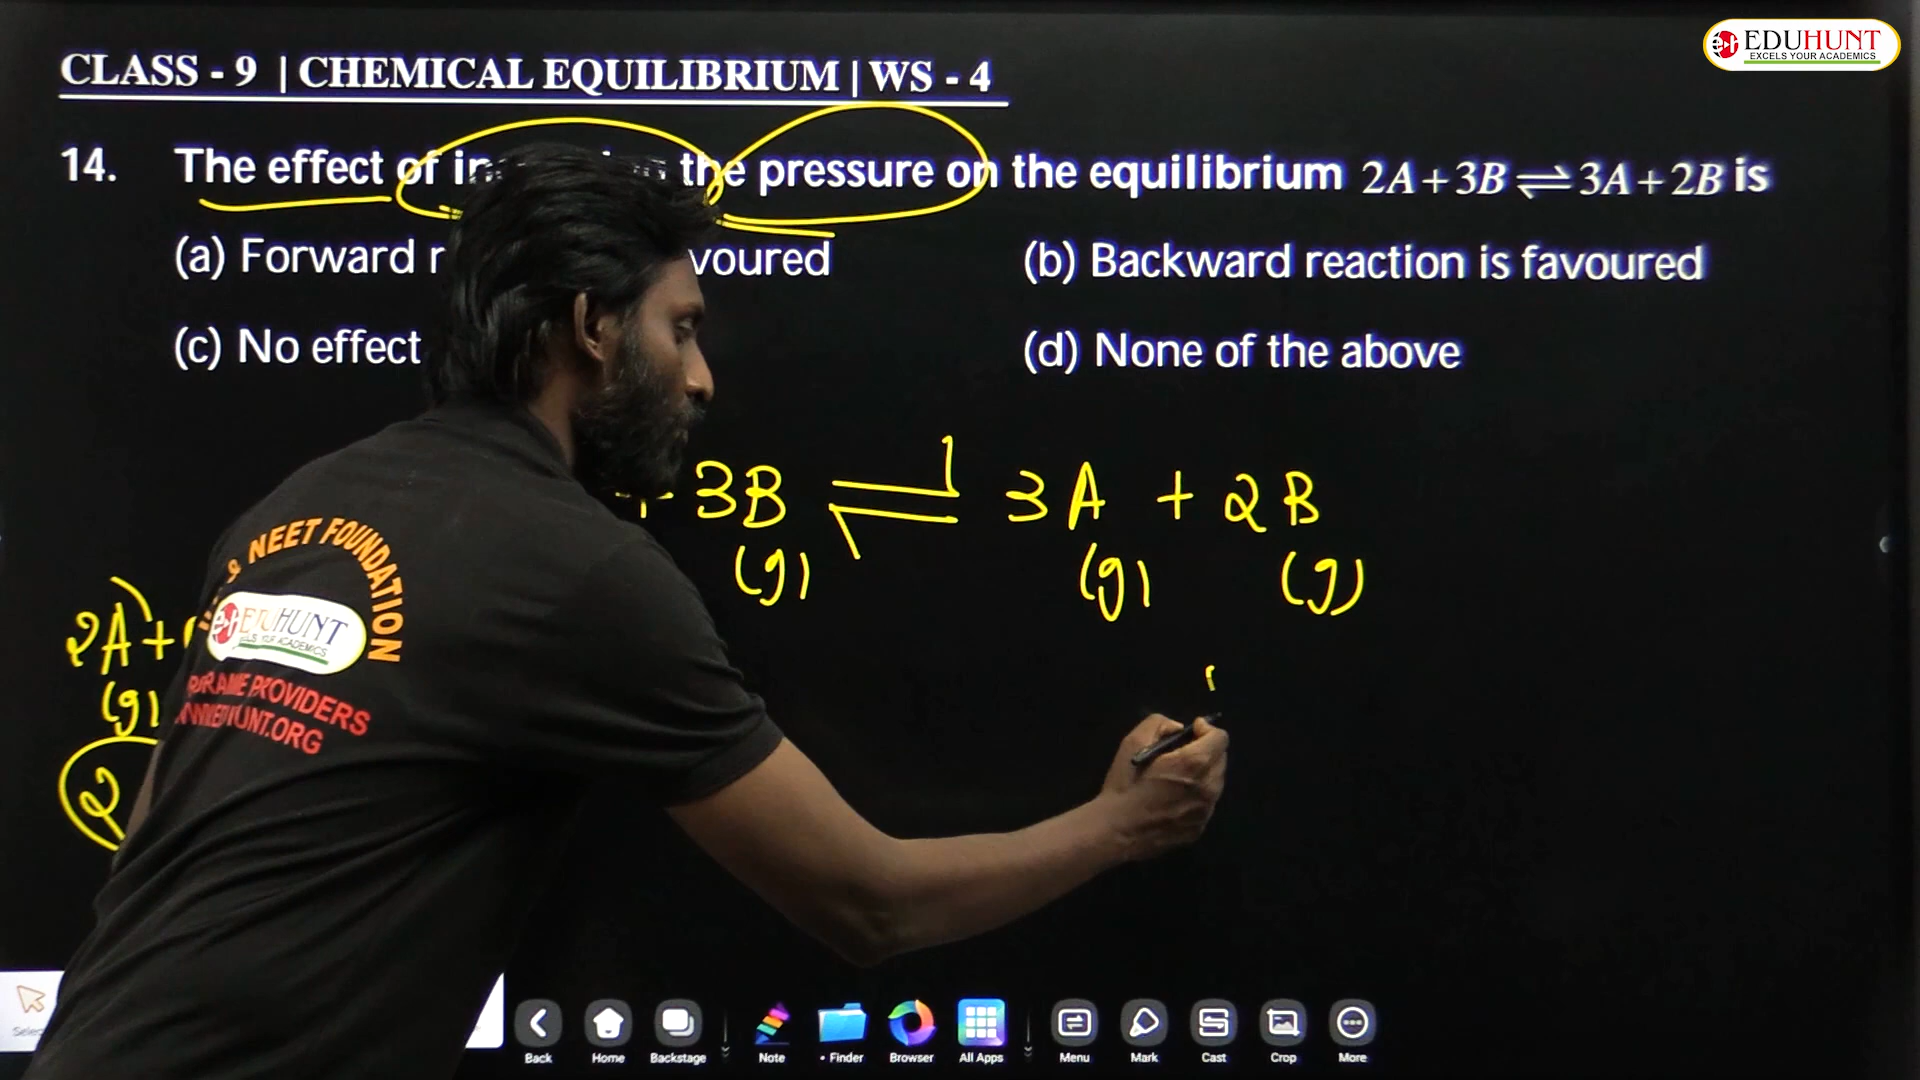 EDUHUNT
EXCELS YOUR ACADEMICS
CLASS - 9 | CHEMICAL EQUILIBRIUM | WS - 4
14. The effect of the pressure on the equilibrium 2A+3B⇌3A+2B is
(a) Forward voured
(b) Backward reaction is favoured
(c) No effect
(d) None of the above
+ 3B ⇌ 3A + 2B
(g) (g) (g)
2A +
(g)
2
NEET FOUNDATION
EDUHUNT
PROVIDERS
Back Home Backstage Note Finder Browser All Apps Menu Mark Cast Crop More